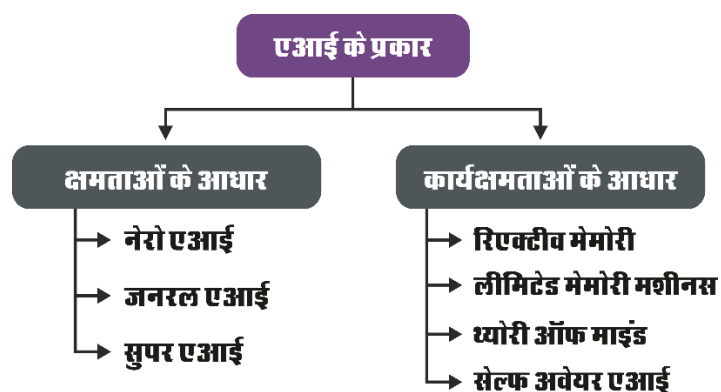 एआई के प्रकार
क्षमताओं के आधार
नेरो एआई
जनरल एआई
सुपर एआई
कार्यक्षमताओं के आधार
रिएक्टीव मेमोरी
लीमिटेड मेमोरी मशीनस
थ्योरी ऑफ माइंड
सेल्फ अवेयर एआई